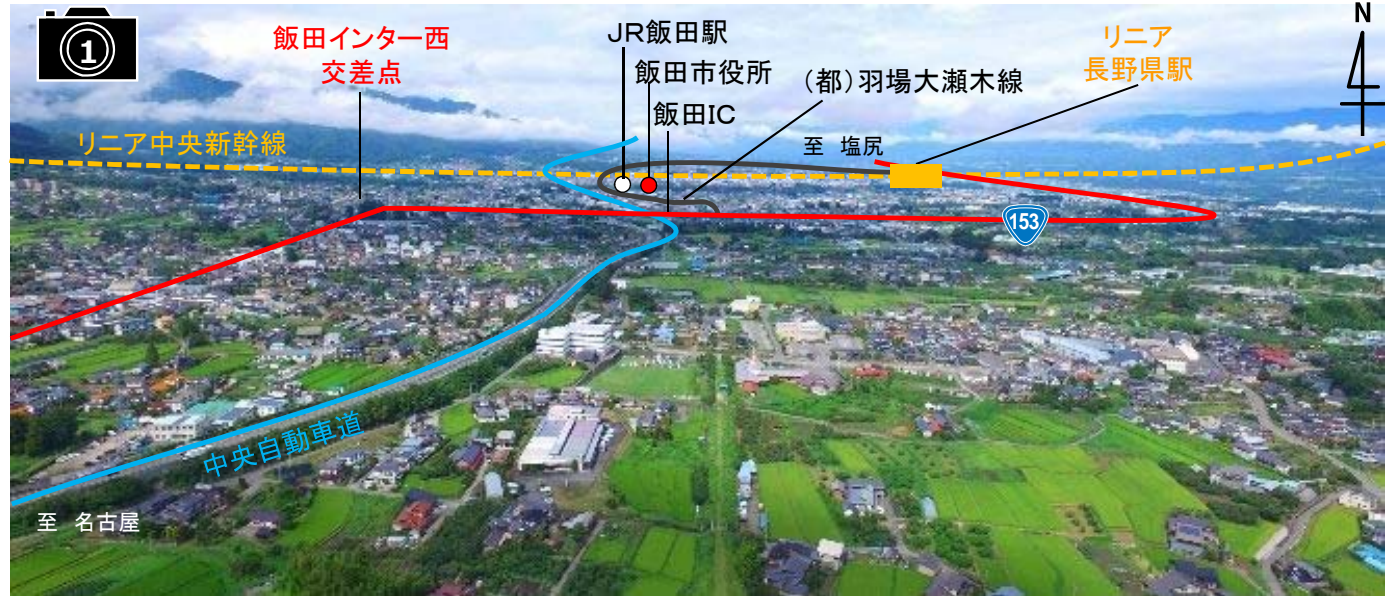 ①
飯田インター西
交差点
JR飯田駅
飯田市役所
飯田IC
(都)羽場大瀬木線
リニア
長野県駅
N
リニア中央新幹線
至 塩尻
153
中央自動車道
至 名古屋